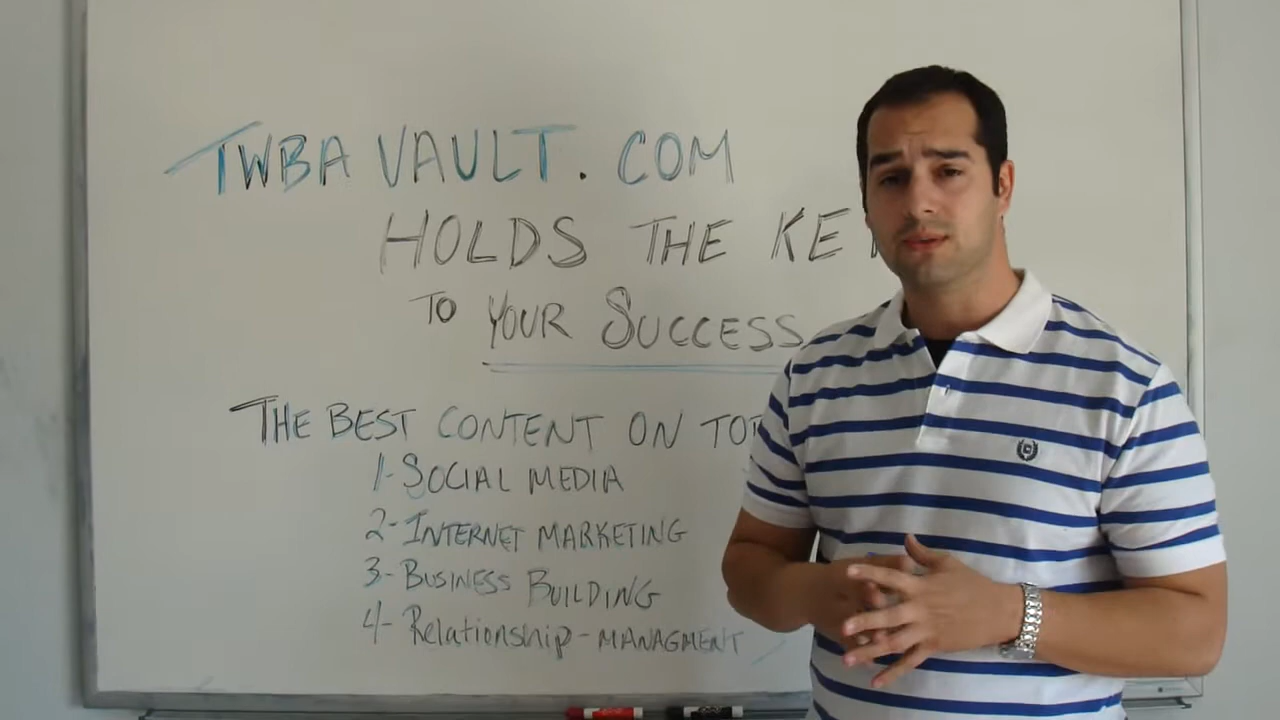 TWBA VAULT.COM
HOLDS THE KE
TO YOUR SUCCESS
THE BEST CONTENT ON TOP
1-SOCIAL MEDIA
2-INTERNET MARKETING
3-BUSINESS BUILDING
4-Relationship-MANAGMENT